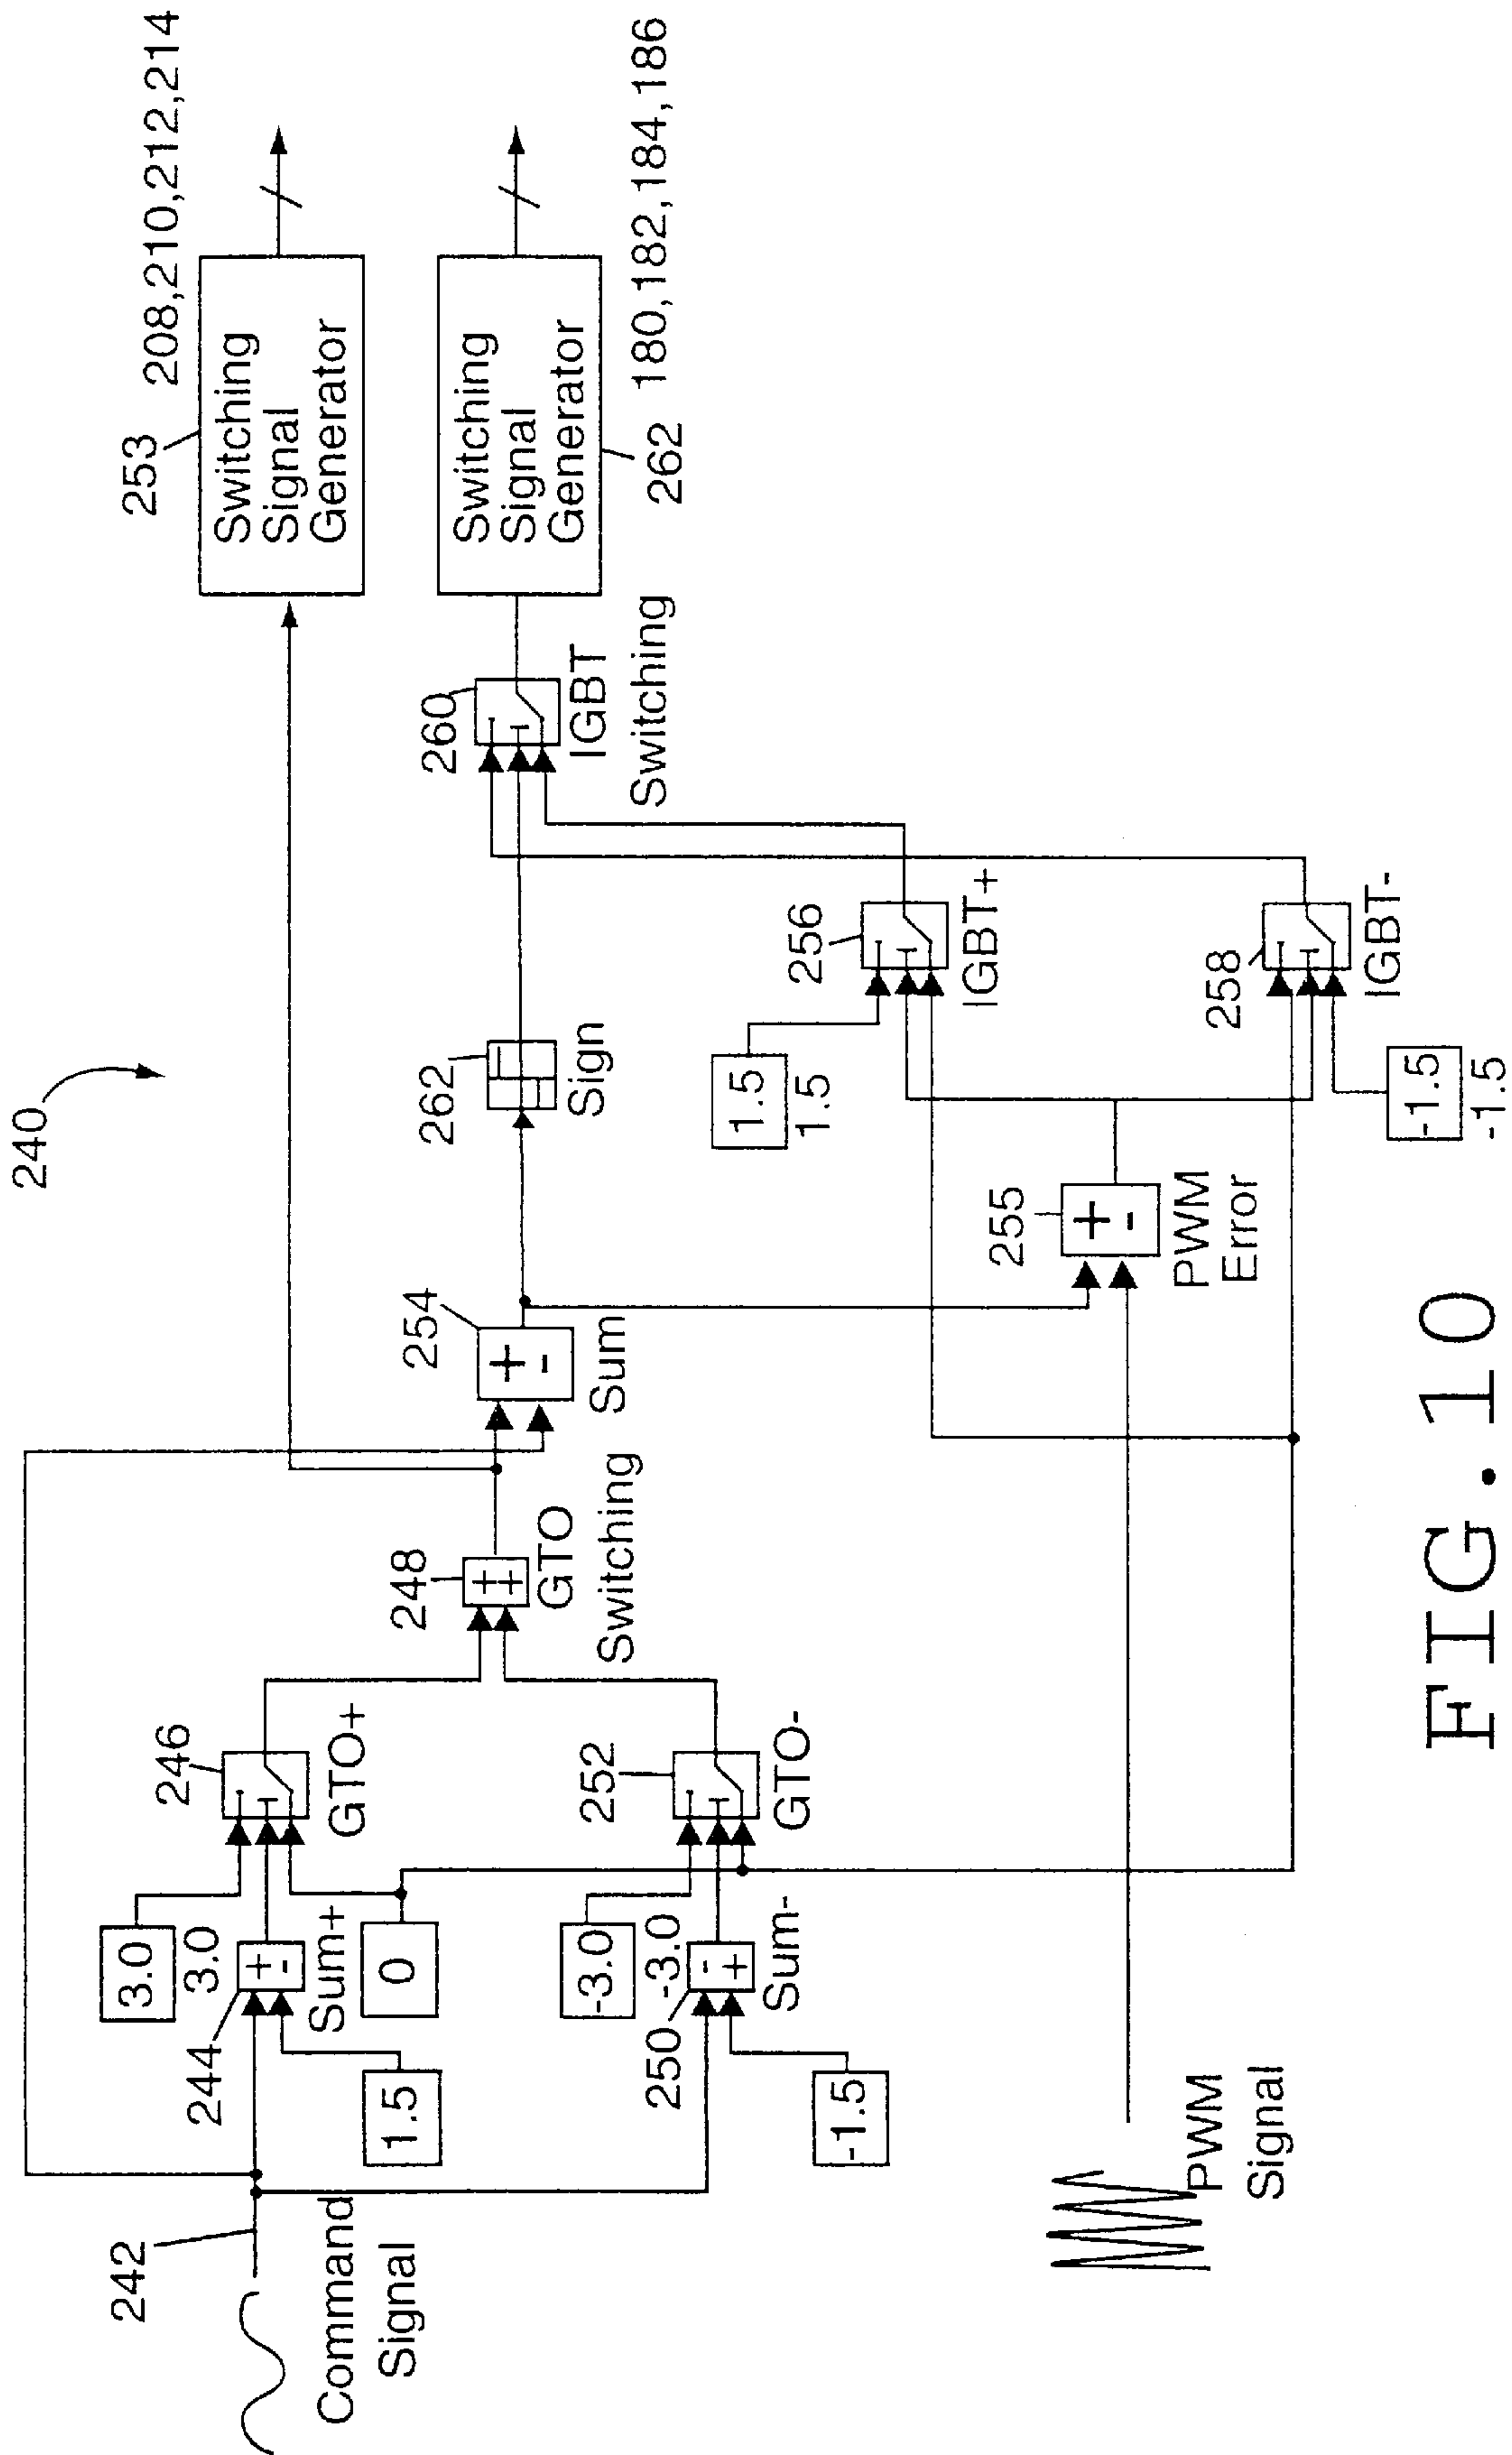 240
242
Command
Signal
244
3.0
3.0
+
-
Sum+
1.5
0
246
GTO+
250
-3.0
-3.0
-
+
Sum-
-1.5
252
GTO-
248
+
+
GTO
Switching
254
+
-
Sum
262
Sign
253
Switching
Signal
Generator
208,210,212,214
260
IGBT
Switching
Switching
Signal
Generator
262
180,182,184,186
PWM
Signal
255
+
-
PWM
Error
1.5
1.5
256
IGBT+
258
IGBT-
-1.5
-1.5
FIG.10